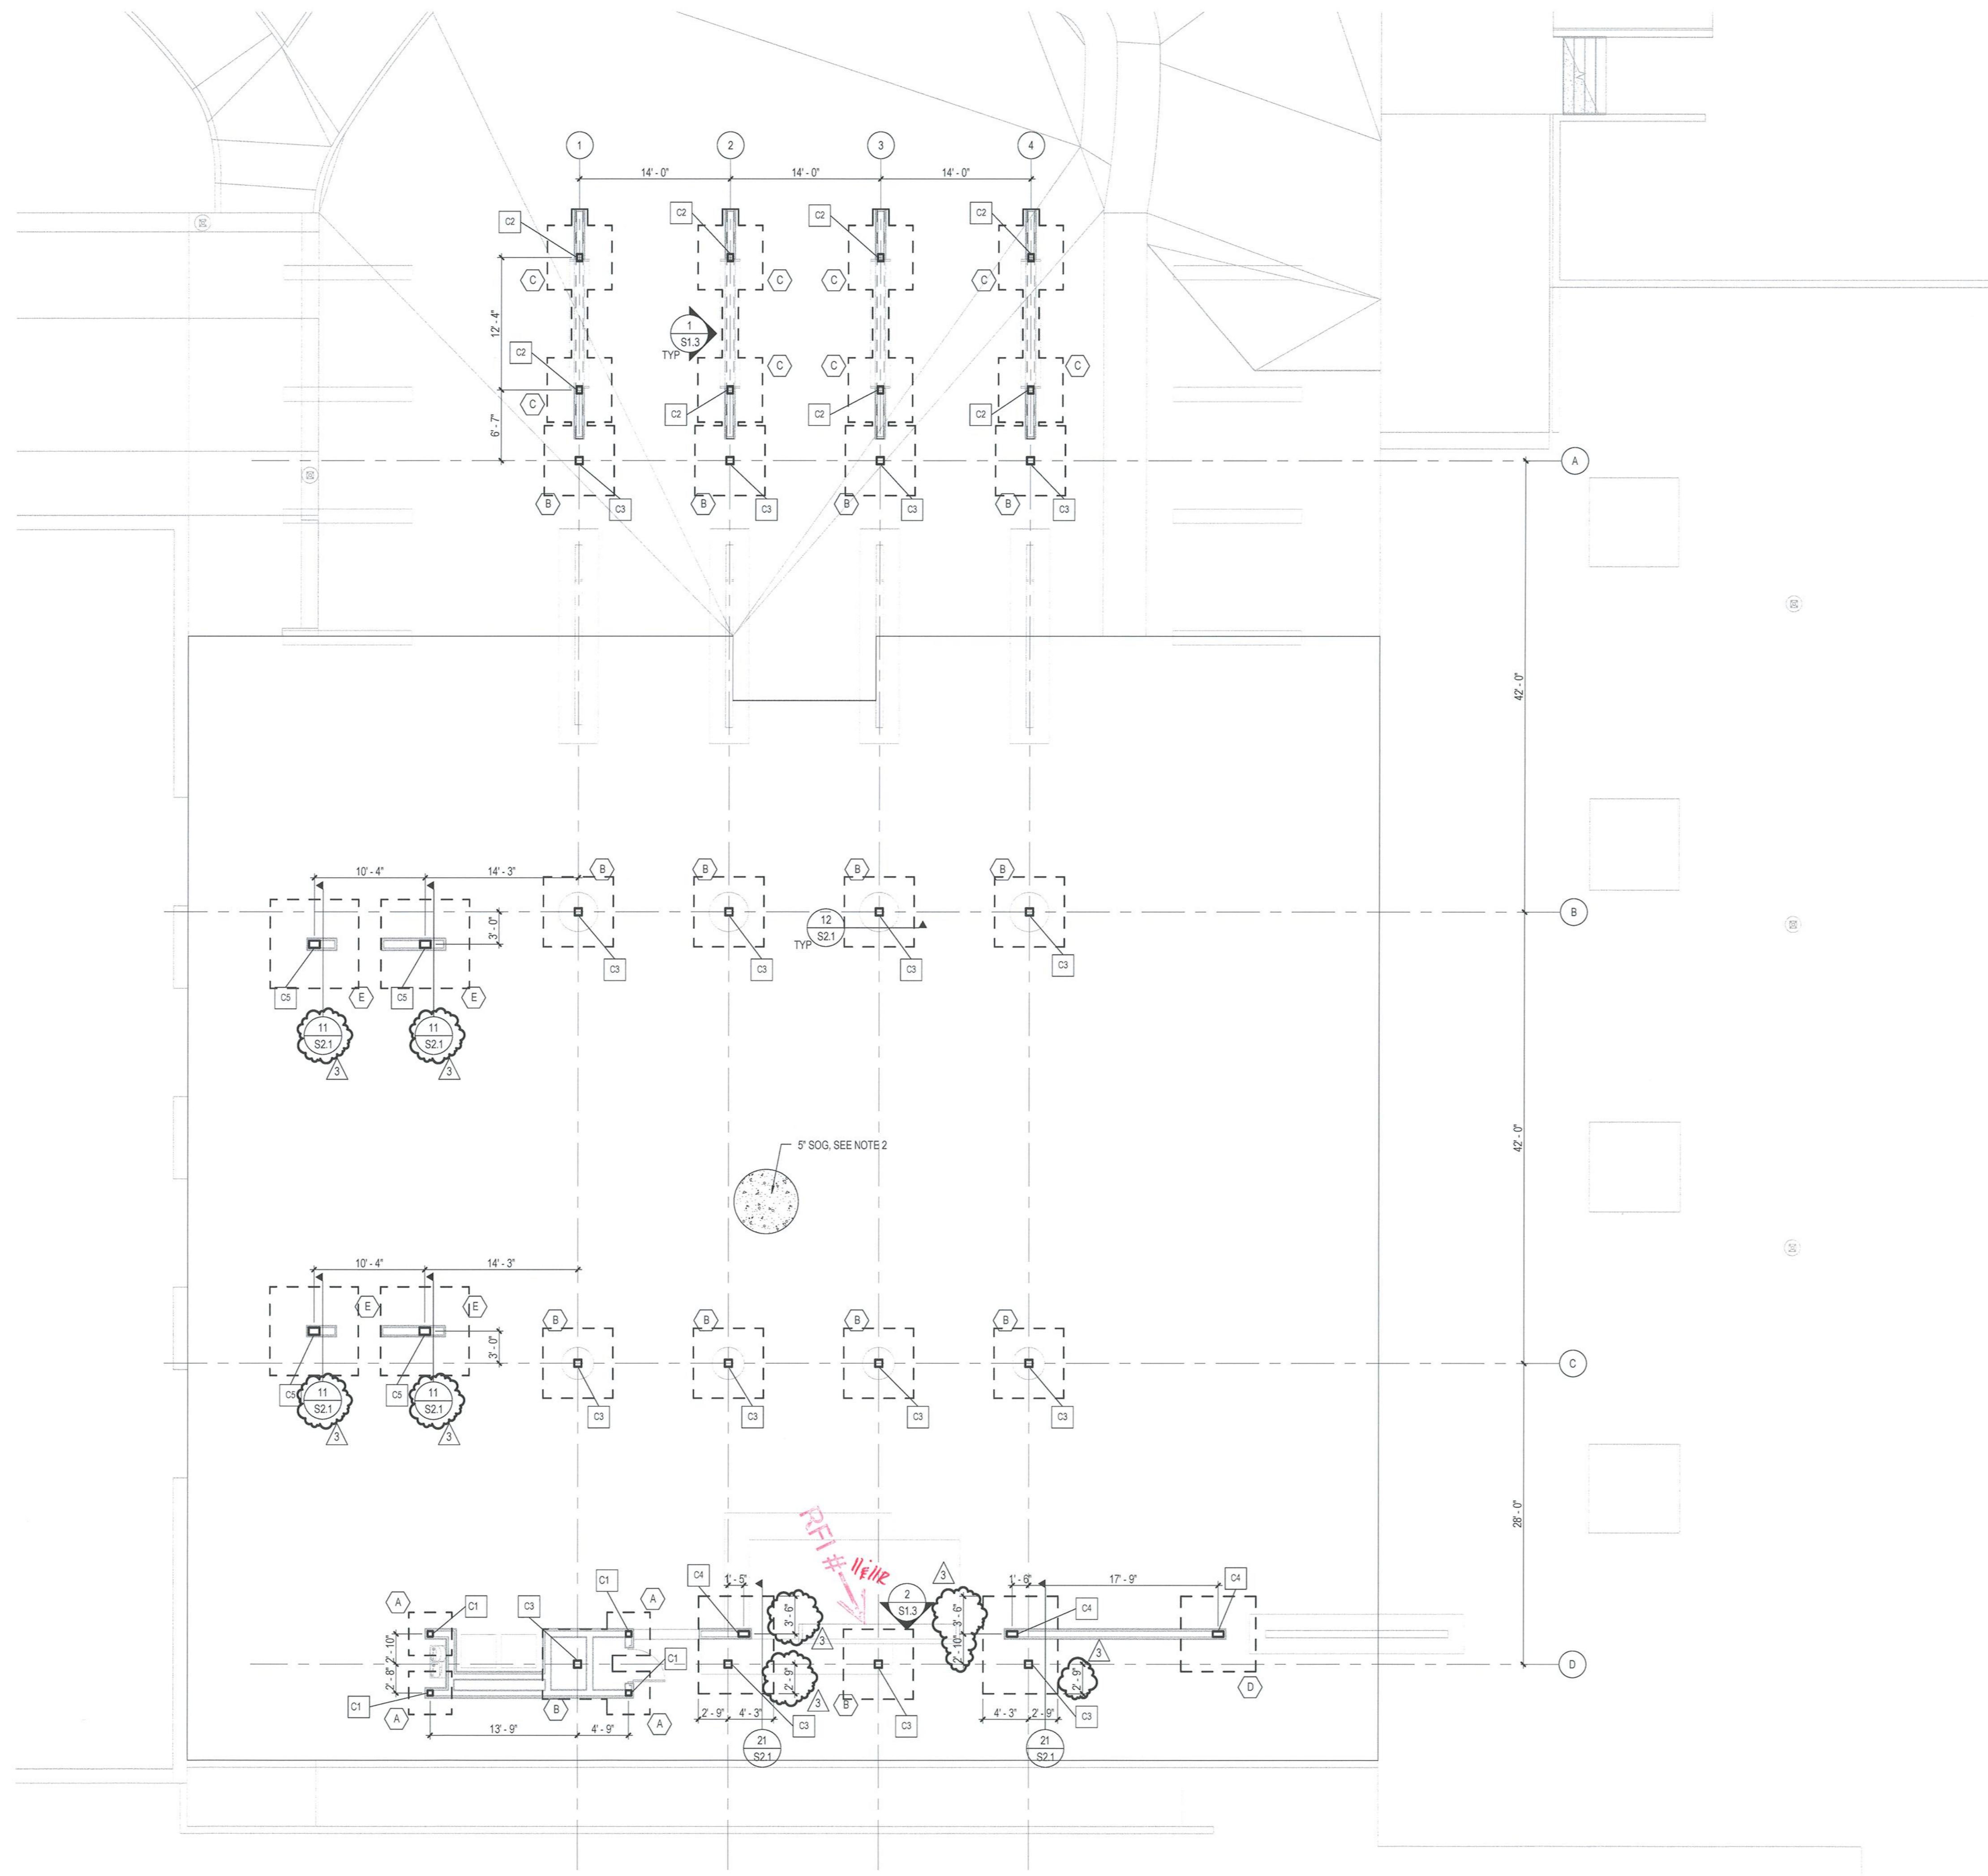 1 2 3 4
14' - 0" 14' - 0" 14' - 0"
C2 C2 C2 C2
C C C C
12' - 4"
1
S1.3
TYP
C2
C C C
C
C2 C2 C2
6' - 7"
A
B B B B
C3 C3 C3 C3
42' - 0"
10' - 4" 14' - 3"
B B B B
3' - 0"
12
S2.1
TYP
B
C3 C3 C3 C3
C5 E C5 E
11 11
S2.1 S2.1
3 3
42' - 0"
5" SOG, SEE NOTE 2
10' - 4" 14' - 3"
E E
B B B B
3' - 0"
C
C5 C5
11 11
S2.1 S2.1
C3 C3 C3 C3
3 3
28' - 0"
RFI #
11 & 11R
A C1 C3 C1 A
C4 1' - 5"
3' - 6"
3
2
S1.3
3
3' - 6"
2' - 10"
1' - 6" 17' - 9"
C4 C4
3
2' - 10"
2' - 8"
C1
2' - 9"
3
2' - 9"
D
D
C1 A B A
B
13' - 9" 4' - 9"
2' - 9" 4' - 3"
C3 C3
4' - 3" 2' - 9"
C3
21
S2.1
21
S2.1